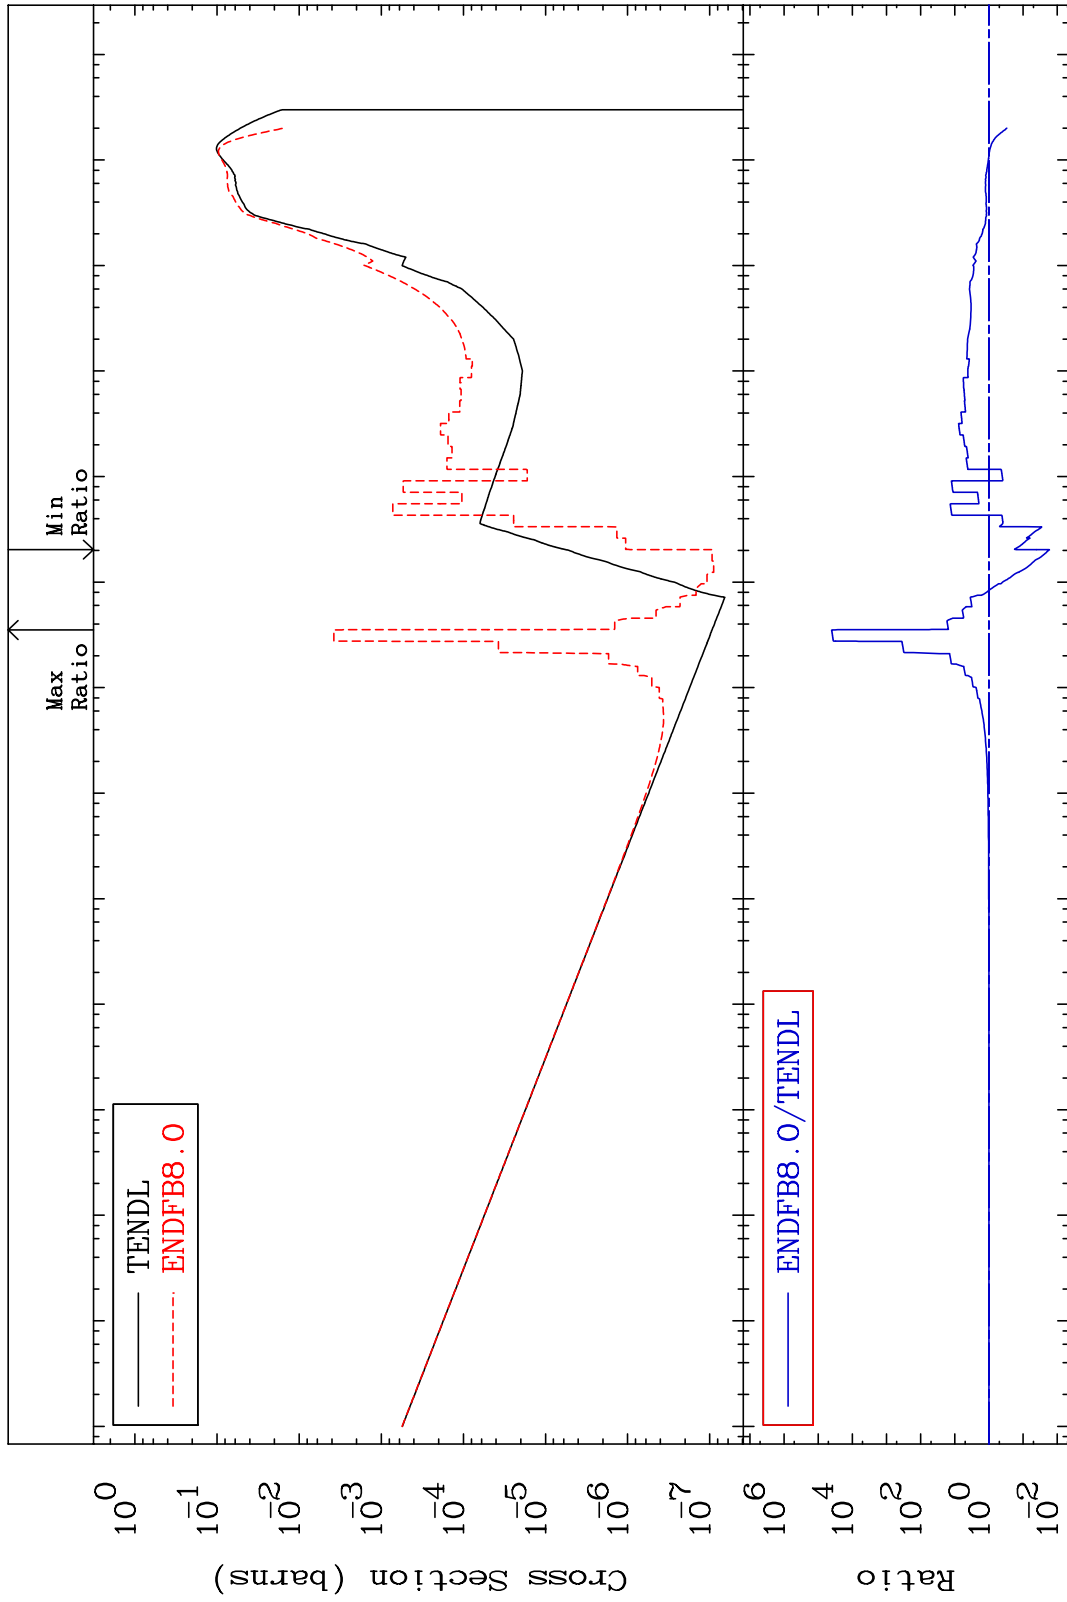 Max
Ratio
Min
Ratio
TENDL
ENDFB8.0
10^0
10^-1
10^-2
10^-3
10^-4
10^-5
10^-6
10^-7
Cross Section (barns)
ENDFB8.0/TENDL
10^6
10^4
10^2
10^0
10^-2
Ratio